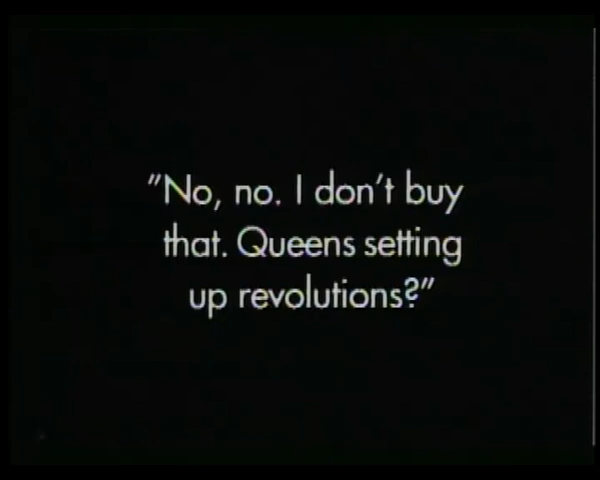 "No, no. I don't buy
that. Queens setting
up revolutions?"